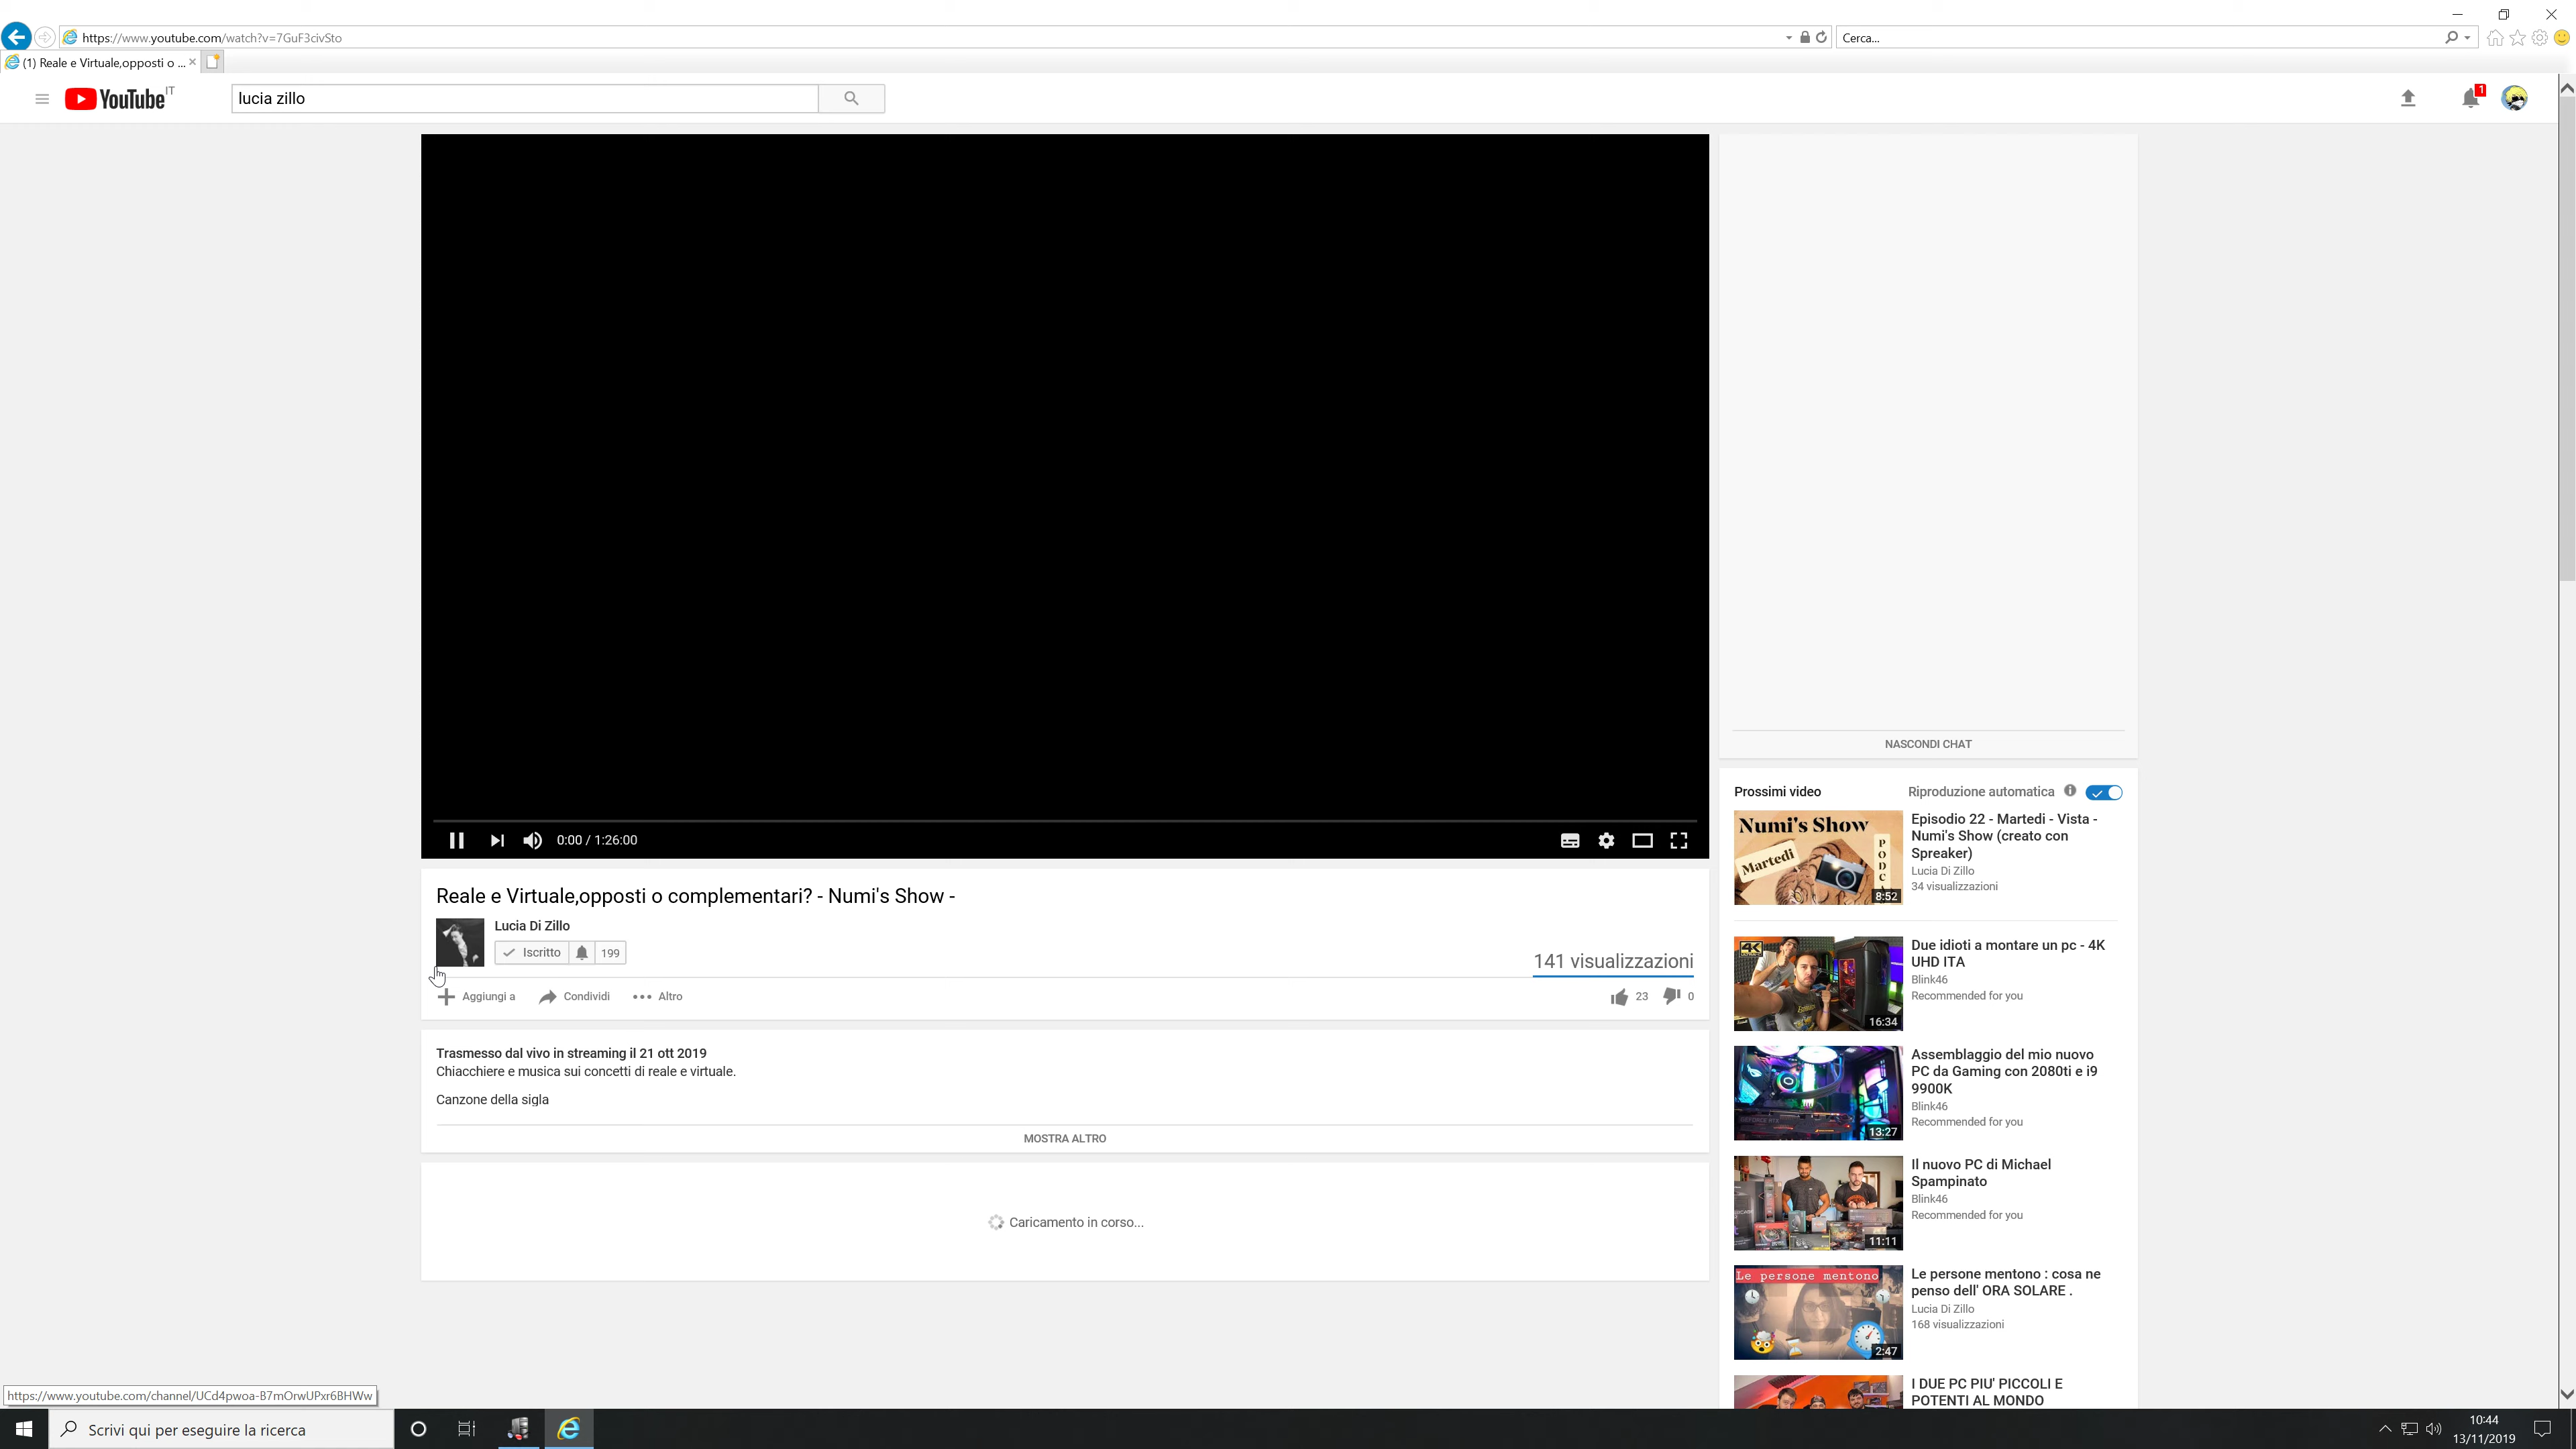 https://www.youtube.com/watch?v=7GuF3civSto
Cerca...
(1) Reale e Virtuale,opposti o ...
YouTube IT
lucia zillo
1
NASCONDI CHAT
0:00 / 1:26:00
Reale e Virtuale,opposti o complementari? - Numi's Show -
Lucia Di Zillo
Iscritto 199
141 visualizzazioni
Aggiungi a Condividi Altro
23 0
Trasmesso dal vivo in streaming il 21 ott 2019
Chiacchiere e musica sui concetti di reale e virtuale.
Canzone della sigla
MOSTRA ALTRO
Caricamento in corso...
Prossimi video Riproduzione automatica
Numi's Show
Martedi
PODCA
8:52
Episodio 22 - Martedi - Vista -
Numi's Show (creato con
Spreaker)
Lucia Di Zillo
34 visualizzazioni
4K
16:34
Due idioti a montare un pc - 4K
UHD ITA
Blink46
Recommended for you
13:27
Assemblaggio del mio nuovo
PC da Gaming con 2080ti e i9
9900K
Blink46
Recommended for you
11:11
Il nuovo PC di Michael
Spampinato
Blink46
Recommended for you
Le persone mentono
2:47
Le persone mentono : cosa ne
penso dell' ORA SOLARE .
Lucia Di Zillo
168 visualizzazioni
I DUE PC PIU' PICCOLI E
POTENTI AL MONDO
https://www.youtube.com/channel/UCd4pwoa-B7mOrwUPxr6BHWw
Scrivi qui per eseguire la ricerca
10:44
13/11/2019